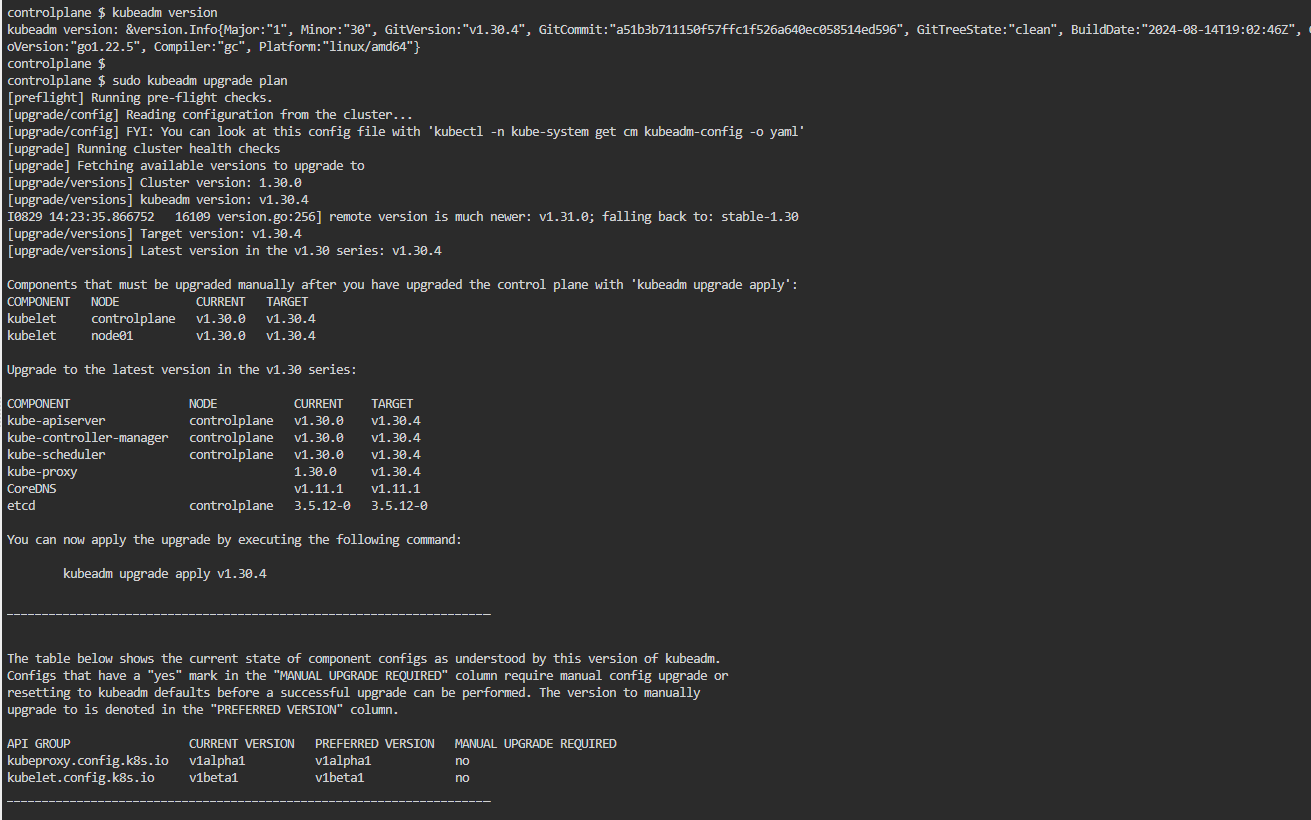 controlplane $ kubeadm version
kubeadm version: &version.Info{Major:"1", Minor:"30", GitVersion:"v1.30.4", GitCommit:"a51b3b711150f57ffc1f526a640ec058514ed596", GitTreeState:"clean", BuildDate:"2024-08-14T19:02:46Z",
oVersion:"go1.22.5", Compiler:"gc", Platform:"linux/amd64"}
controlplane $
controlplane $ sudo kubeadm upgrade plan
[preflight] Running pre-flight checks.
[upgrade/config] Reading configuration from the cluster...
[upgrade/config] FYI: You can look at this config file with 'kubectl -n kube-system get cm kubeadm-config -o yaml'
[upgrade] Running cluster health checks
[upgrade] Fetching available versions to upgrade to
[upgrade/versions] Cluster version: 1.30.0
[upgrade/versions] kubeadm version: v1.30.4
I0829 14:23:35.866752   16109 version.go:256] remote version is much newer: v1.31.0; falling back to: stable-1.30
[upgrade/versions] Target version: v1.30.4
[upgrade/versions] Latest version in the v1.30 series: v1.30.4
Components that must be upgraded manually after you have upgraded the control plane with 'kubeadm upgrade apply':
COMPONENT   NODE           CURRENT   TARGET
kubelet     controlplane   v1.30.0   v1.30.4
kubelet     node01         v1.30.0   v1.30.4
Upgrade to the latest version in the v1.30 series:
COMPONENT                 NODE           CURRENT    TARGET
kube-apiserver            controlplane   v1.30.0    v1.30.4
kube-controller-manager   controlplane   v1.30.0    v1.30.4
kube-scheduler            controlplane   v1.30.0    v1.30.4
kube-proxy                               1.30.0     v1.30.4
CoreDNS                                  v1.11.1    v1.11.1
etcd                      controlplane   3.5.12-0   3.5.12-0
You can now apply the upgrade by executing the following command:
kubeadm upgrade apply v1.30.4
_____________________________________________________________________
The table below shows the current state of component configs as understood by this version of kubeadm.
Configs that have a "yes" mark in the "MANUAL UPGRADE REQUIRED" column require manual config upgrade or
resetting to kubeadm defaults before a successful upgrade can be performed. The version to manually
upgrade to is denoted in the "PREFERRED VERSION" column.
API GROUP                 CURRENT VERSION   PREFERRED VERSION   MANUAL UPGRADE REQUIRED
kubeproxy.config.k8s.io   v1alpha1          v1alpha1            no
kubelet.config.k8s.io     v1beta1           v1beta1             no
_____________________________________________________________________